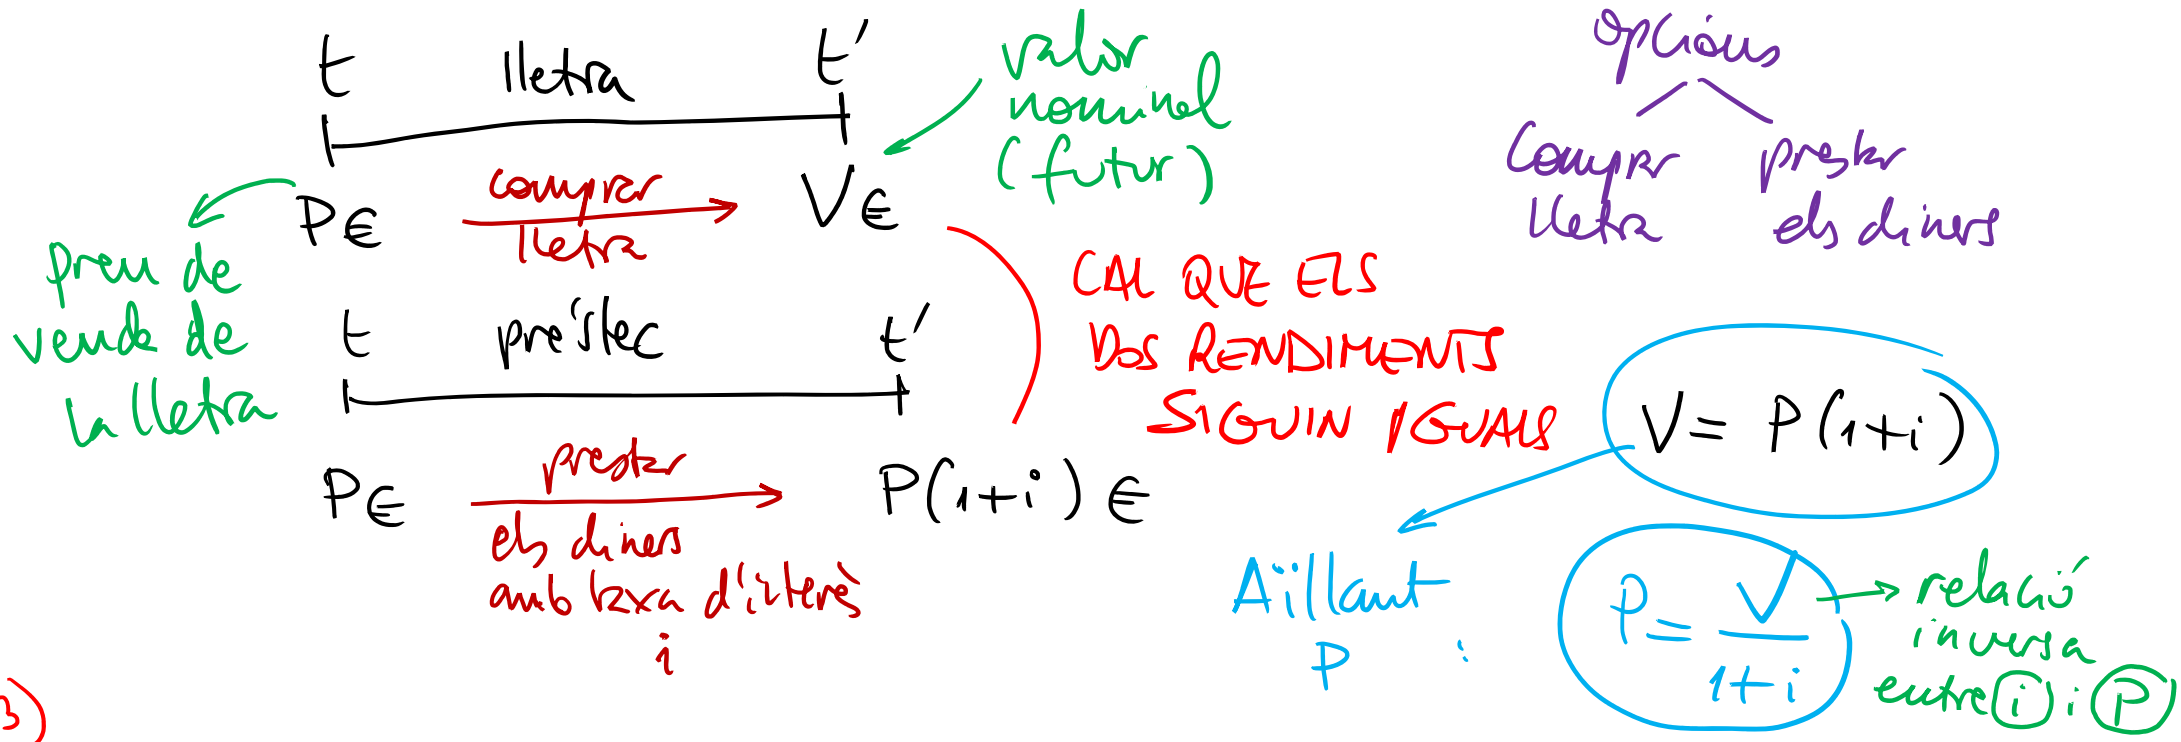 t lletra t'
P€ comprar lletra V€
valor
nominal
(futur)
preu de
venda de
la lletra
t préstec t'
P€ prestar P(1+i) €
els diners
amb taxa d'interès
i
CAL QUE ELS
DOS RENDIMENTS
SIGUIN IGUALS
opcions
comprar
lletra
prestar
els diners
V = P(1+i)
Aïllant
P :
P = V/(1+i)
relació
inversa
entre i i P
3)